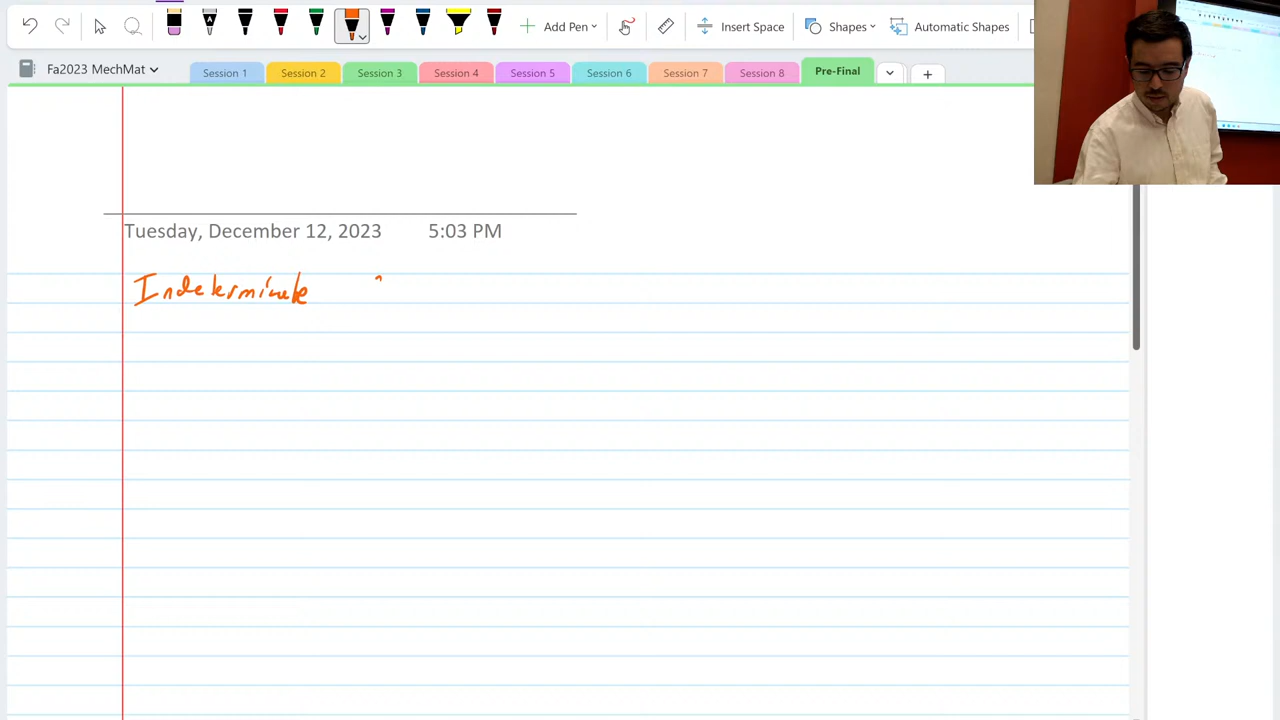 Add Pen
Insert Space
Shapes
Automatic Shapes
Fa2023 MechMat
Session 1
Session 2
Session 3
Session 4
Session 5
Session 6
Session 7
Session 8
Pre-Final
Tuesday, December 12, 2023 5:03 PM
Indeterminate